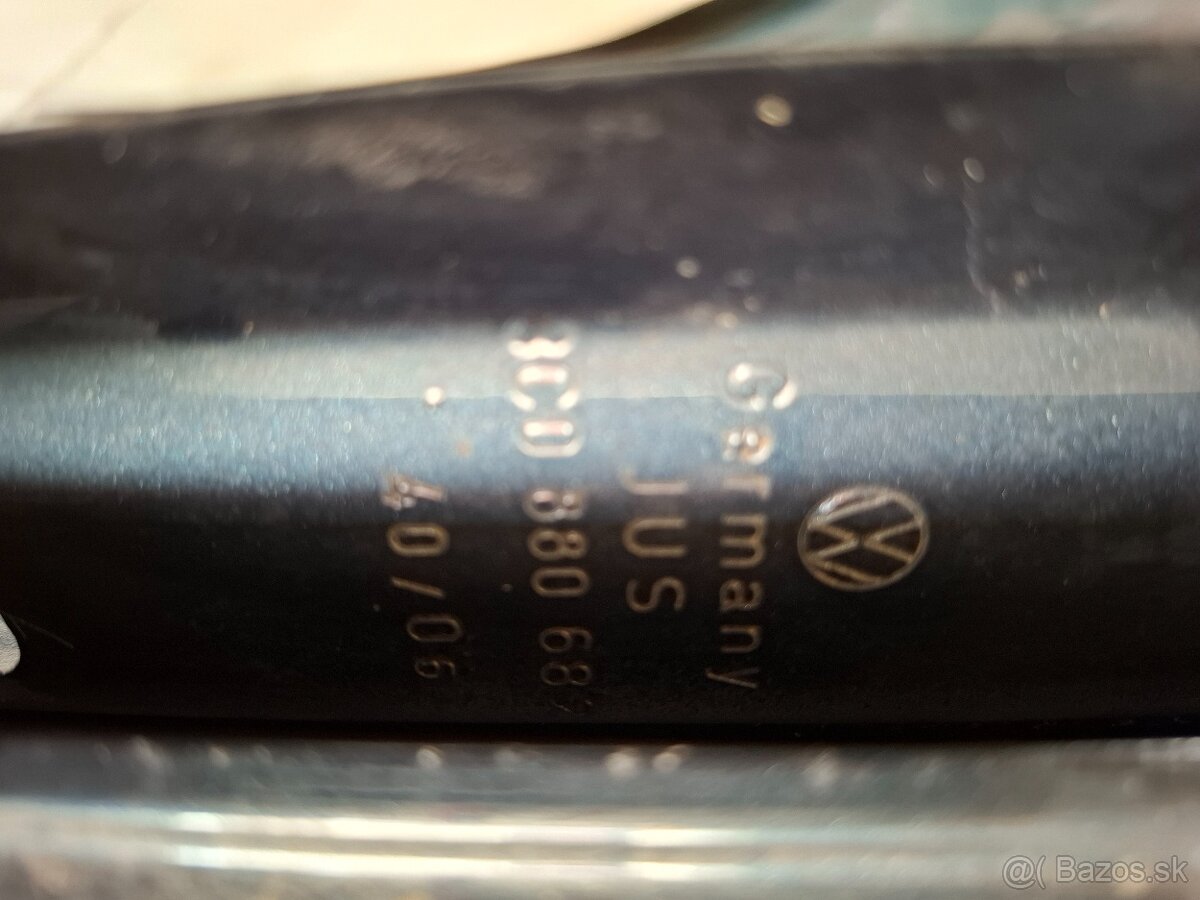 Germany
JUS
3C0 880 68
40/06
@( Bazos.sk